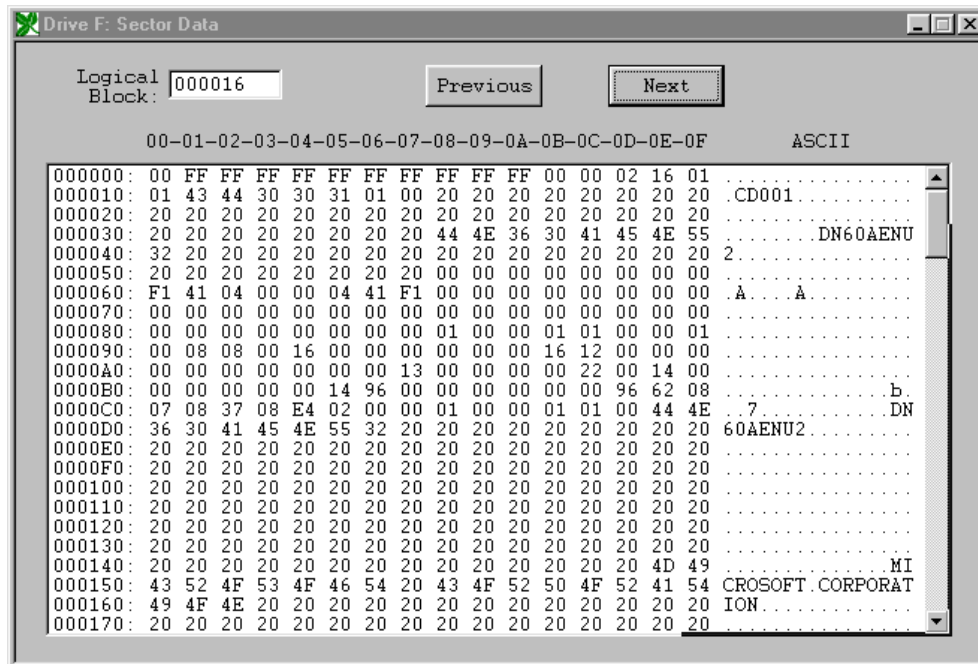 Drive F: Sector Data
Logical Block: 000016 Previous Next
00-01-02-03-04-05-06-07-08-09-0A-0B-0C-0D-0E-0F ASCII
000000: 00 FF FF FF FF FF FF FF FF FF FF 00 00 02 16 01 ................
000010: 01 43 44 30 30 31 01 00 20 20 20 20 20 20 20 20 .CD001..........
000020: 20 20 20 20 20 20 20 20 20 20 20 20 20 20 20 20 ................
000030: 20 20 20 20 20 20 20 20 44 4E 36 30 41 45 4E 55 ........DN60AENU
000040: 32 20 20 20 20 20 20 20 20 20 20 20 20 20 20 20 2...............
000050: 20 20 20 20 20 20 20 20 00 00 00 00 00 00 00 00 ................
000060: F1 41 04 00 00 04 41 F1 00 00 00 00 00 00 00 00 .A....A.........
000070: 00 00 00 00 00 00 00 00 00 00 00 00 00 00 00 00 ................
000080: 00 00 00 00 00 00 00 00 01 00 00 01 01 00 00 01 ................
000090: 00 08 08 00 16 00 00 00 00 00 00 16 12 00 00 00 ................
0000A0: 00 00 00 00 00 00 00 13 00 00 00 00 22 00 14 00 ................
0000B0: 00 00 00 00 00 14 96 00 00 00 00 00 00 96 62 08 ..............b.
0000C0: 07 08 37 08 E4 02 00 00 01 00 00 01 01 00 44 4E ..7...........DN
0000D0: 36 30 41 45 4E 55 32 20 20 20 20 20 20 20 20 20 60AENU2.........
0000E0: 20 20 20 20 20 20 20 20 20 20 20 20 20 20 20 20 ................
0000F0: 20 20 20 20 20 20 20 20 20 20 20 20 20 20 20 20 ................
000100: 20 20 20 20 20 20 20 20 20 20 20 20 20 20 20 20 ................
000110: 20 20 20 20 20 20 20 20 20 20 20 20 20 20 20 20 ................
000120: 20 20 20 20 20 20 20 20 20 20 20 20 20 20 20 20 ................
000130: 20 20 20 20 20 20 20 20 20 20 20 20 20 20 20 20 ................
000140: 20 20 20 20 20 20 20 20 20 20 20 20 20 20 4D 49 ..............MI
000150: 43 52 4F 53 4F 46 54 20 43 4F 52 50 4F 52 41 54 CROSOFT.CORPORAT
000160: 49 4F 4E 20 20 20 20 20 20 20 20 20 20 20 20 20 ION.............
000170: 20 20 20 20 20 20 20 20 20 20 20 20 20 20 20 20 ................